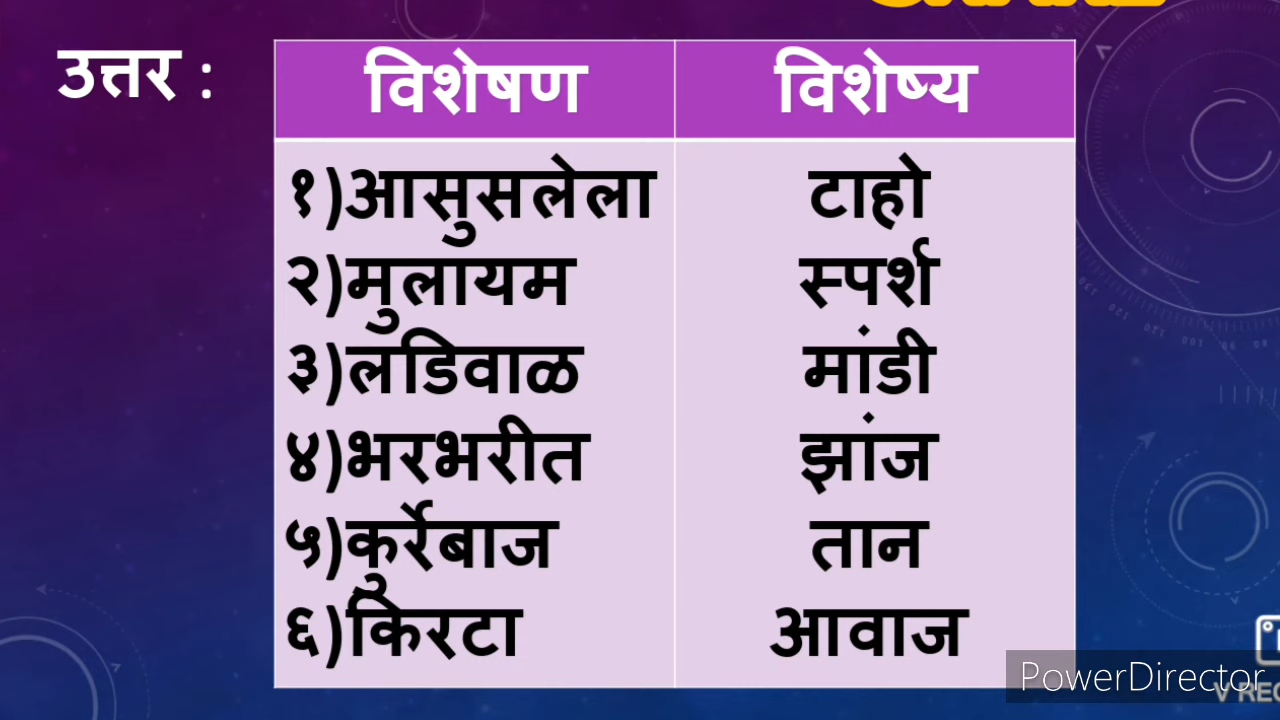 उत्तर :
विशेषण विशेष्य
१)आसुसलेला टाहो
२)मुलायम स्पर्श
३)लडिवाळ मांडी
४)भरभरीत झांज
५)कुर्रेबाज तान
६)किरटा आवाज
PowerDirector